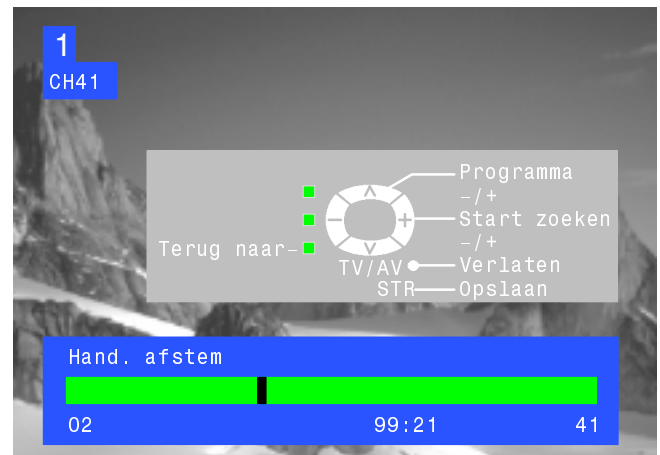 1
CH41
Programma
-/+
Start zoeken
-/+
Terug naar-
TV/AV Verlaten
STR Opslaan
Hand. afstem
02 99:21 41